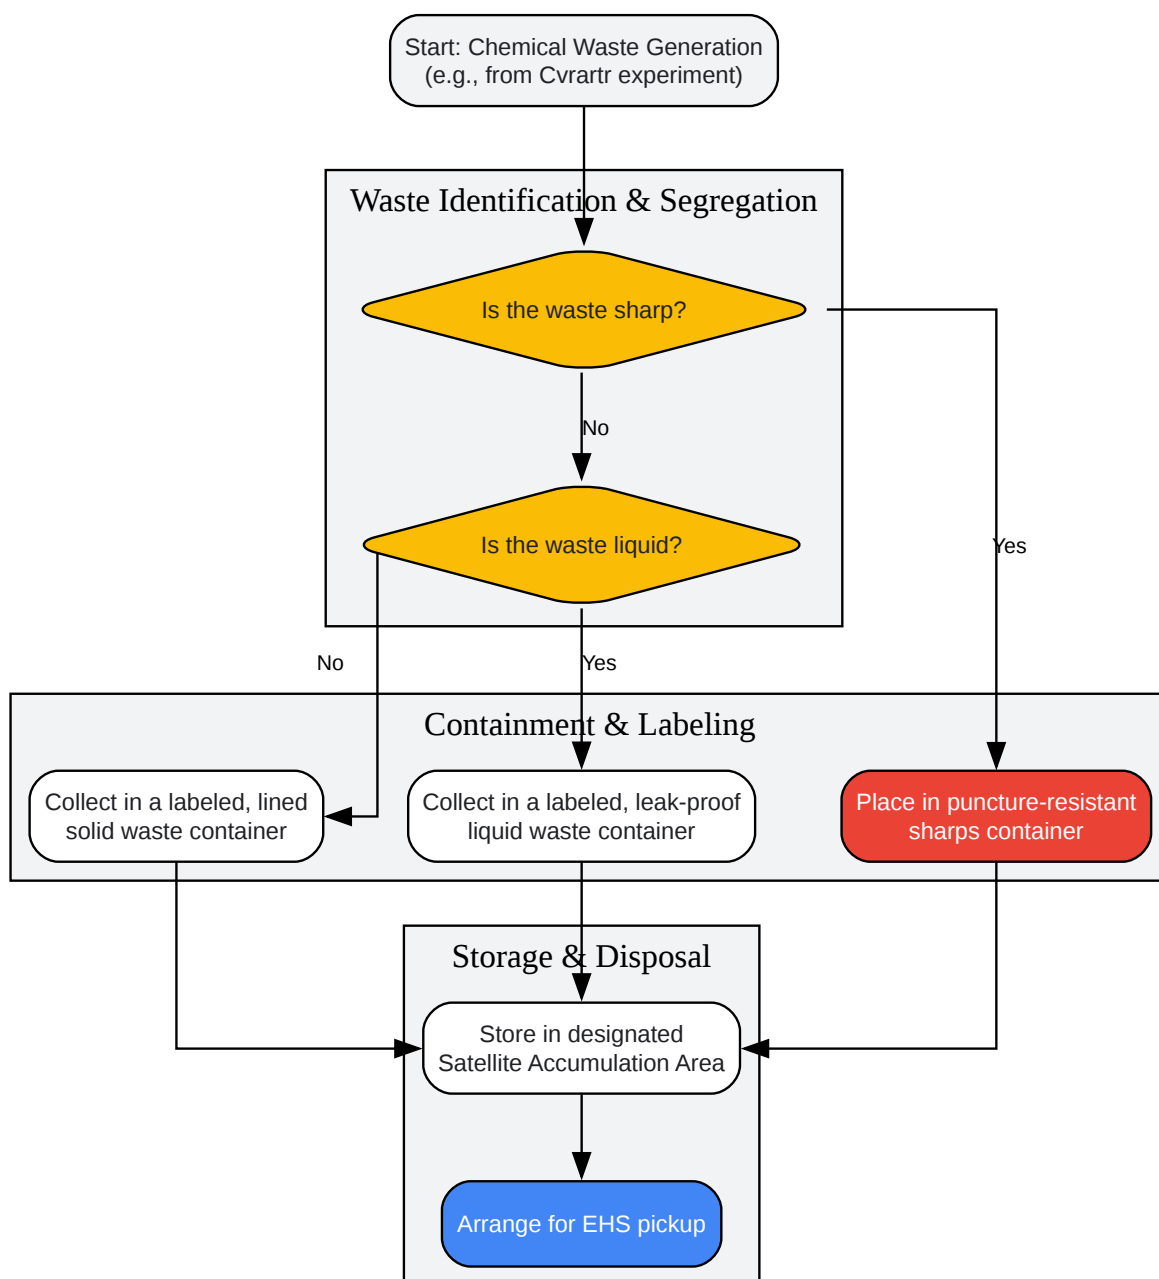 Start: Chemical Waste Generation
(e.g., from Cvrartr experiment)
Waste Identification & Segregation
Is the waste sharp?
No
Is the waste liquid?
Yes
No
Yes
Containment & Labeling
Collect in a labeled, lined
solid waste container
Collect in a labeled, leak-proof
liquid waste container
Place in puncture-resistant
sharps container
Storage & Disposal
Store in designated
Satellite Accumulation Area
Arrange for EHS pickup